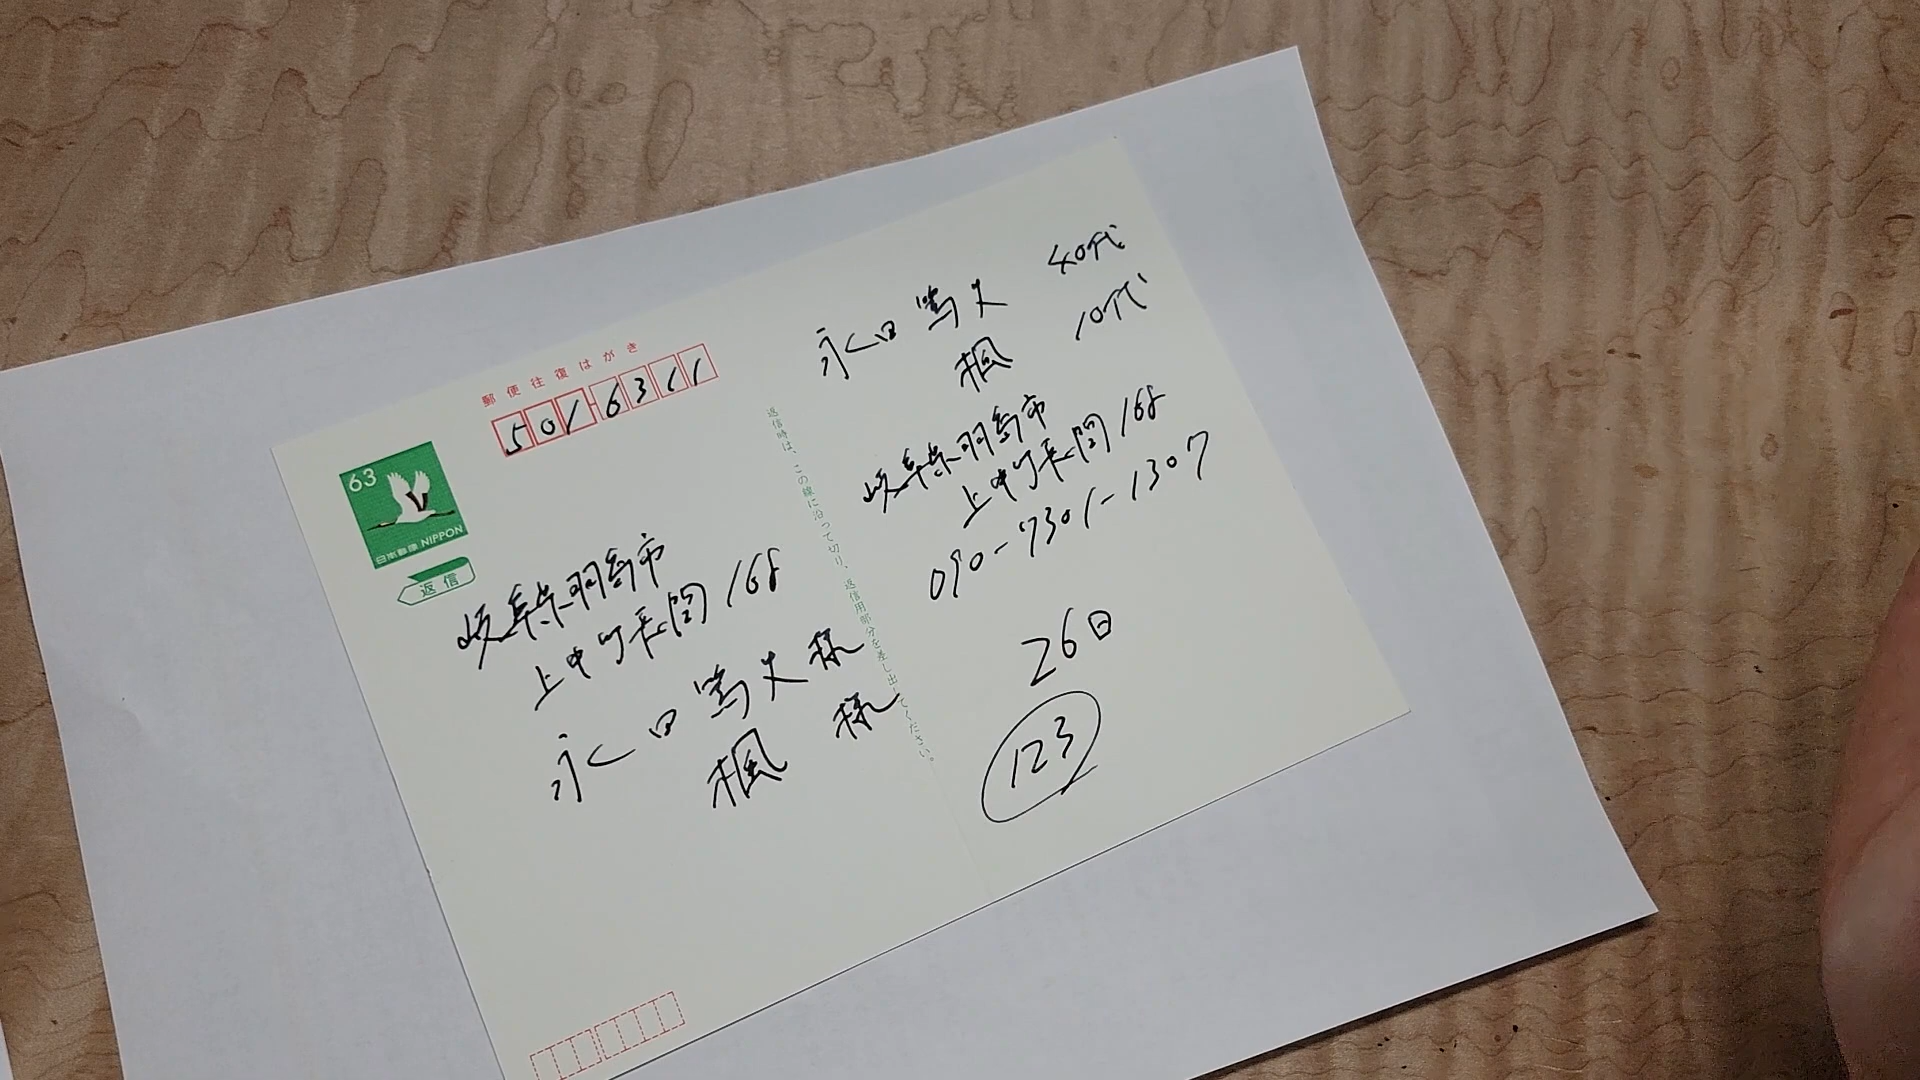 郵便往復はがき
501-6311
63
日本郵便 NIPPON
返信
岐阜県羽島市
上中町長間168
永田 篤史 様
楓 様
返信時は、この線に沿って切り、返信用部分を差し出してください。
永田 篤史 40代
楓 10代
岐阜県羽島市
上中町長間168
090-7301-1307
26日
123